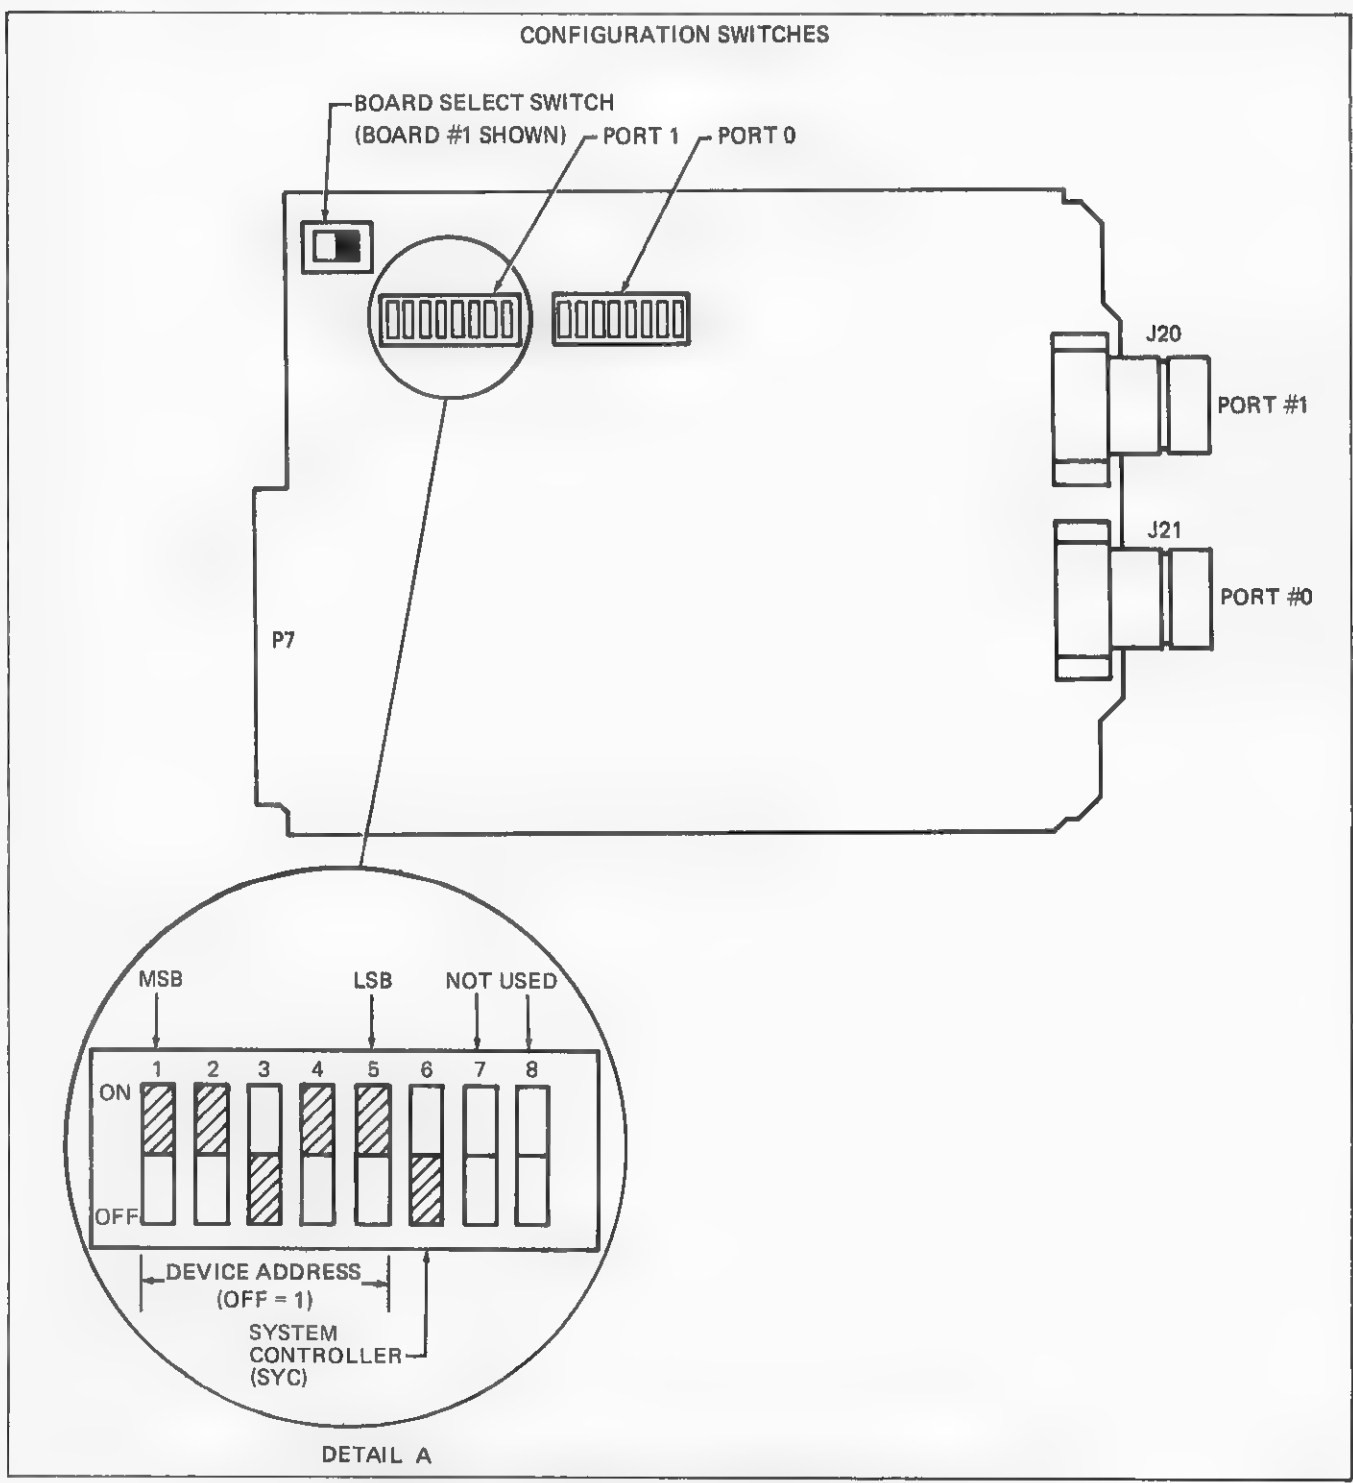 CONFIGURATION SWITCHES
BOARD SELECT SWITCH
(BOARD #1 SHOWN)
PORT 1
PORT 0
J20
PORT #1
J21
PORT #0
P7
MSB
LSB
NOT USED
1 2 3 4 5 6 7 8
ON
OFF
DEVICE ADDRESS
(OFF = 1)
SYSTEM
CONTROLLER
(SYC)
DETAIL A